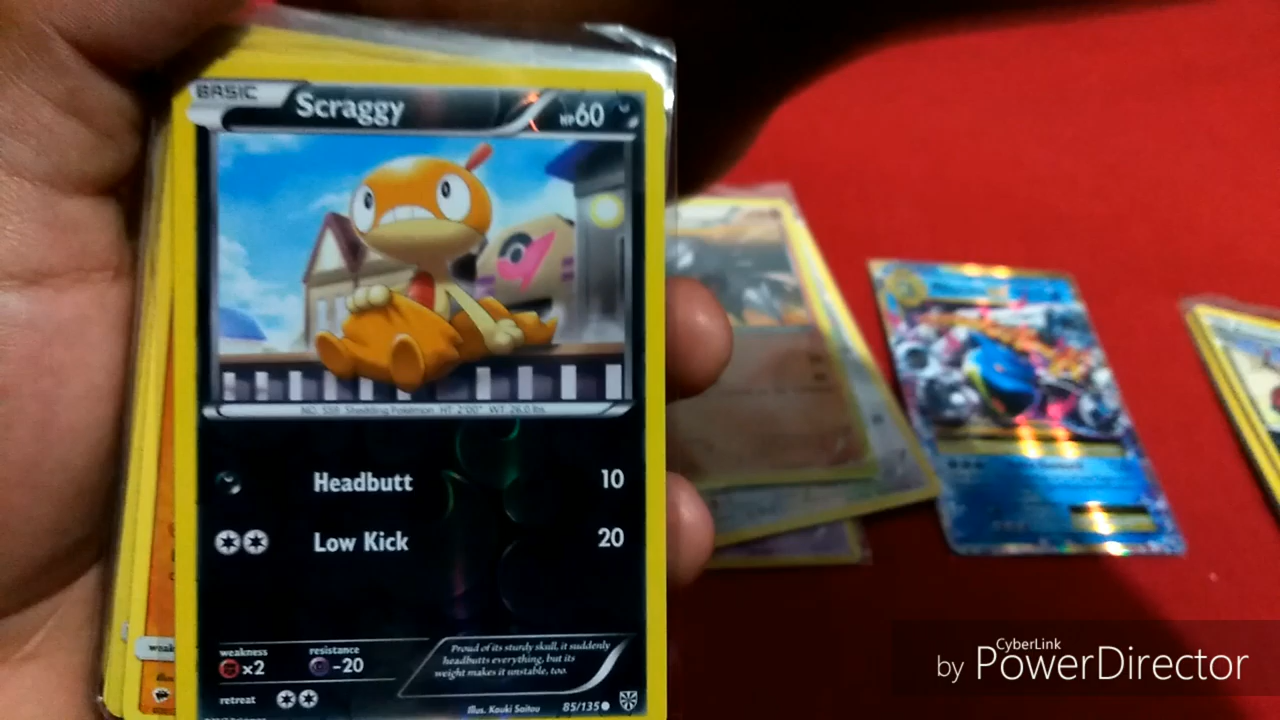 BASIC
Scraggy
HP60
NO. 559 Shedding Pokémon HT: 2'00" WT: 26.0 lbs.
Headbutt 10
Low Kick 20
weakness
×2
resistance
-20
Proud of its sturdy skull, it suddenly
headbutts everything, but its
weight makes it unstable, too.
retreat
Illus. Kouki Saitou
85/135
weak
CyberLink
by PowerDirector